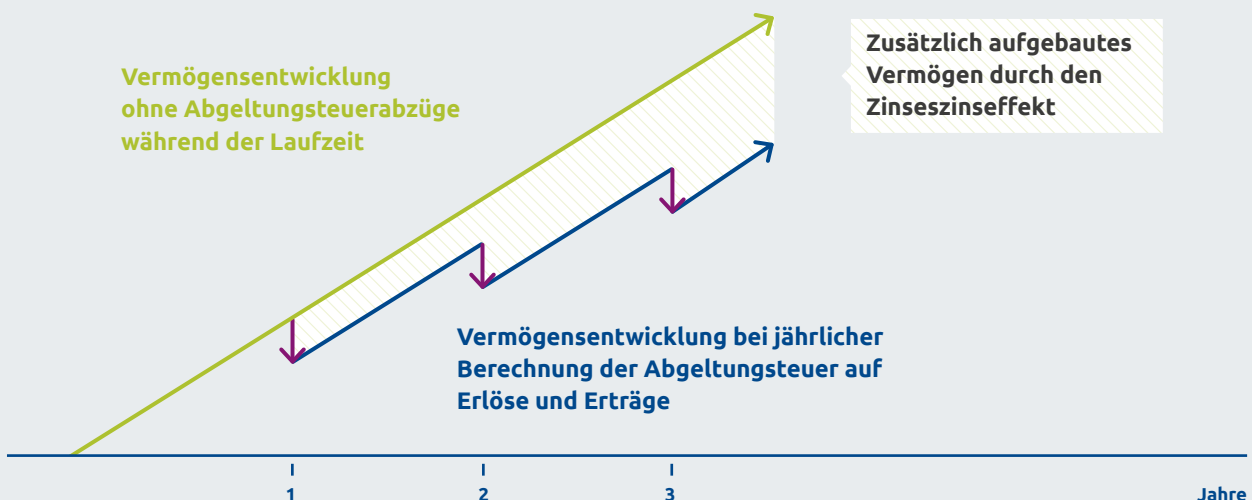 Vermögensentwicklung
ohne Abgeltungsteuerabzüge
während der Laufzeit
Zusätzlich aufgebautes
Vermögen durch den
Zinseszinseffekt
Vermögensentwicklung bei jährlicher
Berechnung der Abgeltungsteuer auf
Erlöse und Erträge
1 2 3 Jahre